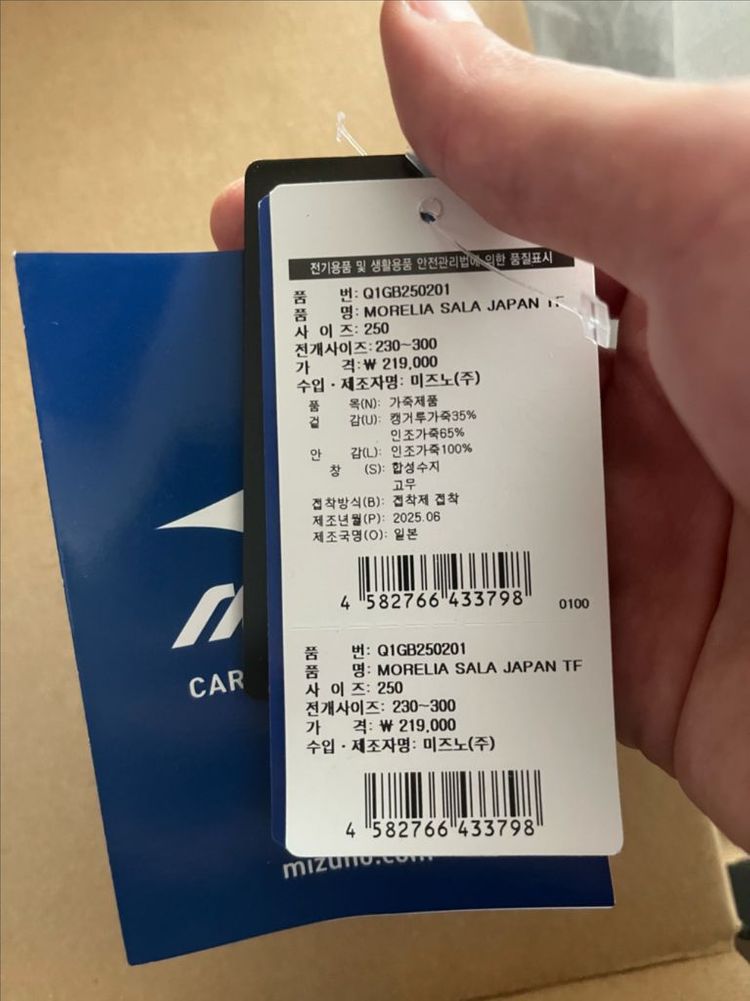 전기용품 및 생활용품 안전관리법에 의한 품질표시
품 번: Q1GB250201
품 명: MORELIA SALA JAPAN TF
사 이 즈: 250
전개사이즈: 230~300
가 격: ₩ 219,000
수입·제조자명: 미즈노(주)
품 목(N): 가죽제품
겉 감(U): 캥거루가죽35%
인조가죽65%
안 감(L): 인조가죽100%
창 (S): 합성수지
고무
접착방식(B): 접착제 접착
제조년월(P): 2025.06
제조국명(O): 일본
4 582766 433798
0100
품 번: Q1GB250201
품 명: MORELIA SALA JAPAN TF
사 이 즈: 250
전개사이즈: 230~300
가 격: ₩ 219,000
수입·제조자명: 미즈노(주)
4 582766 433798
CAR
mizuno.com